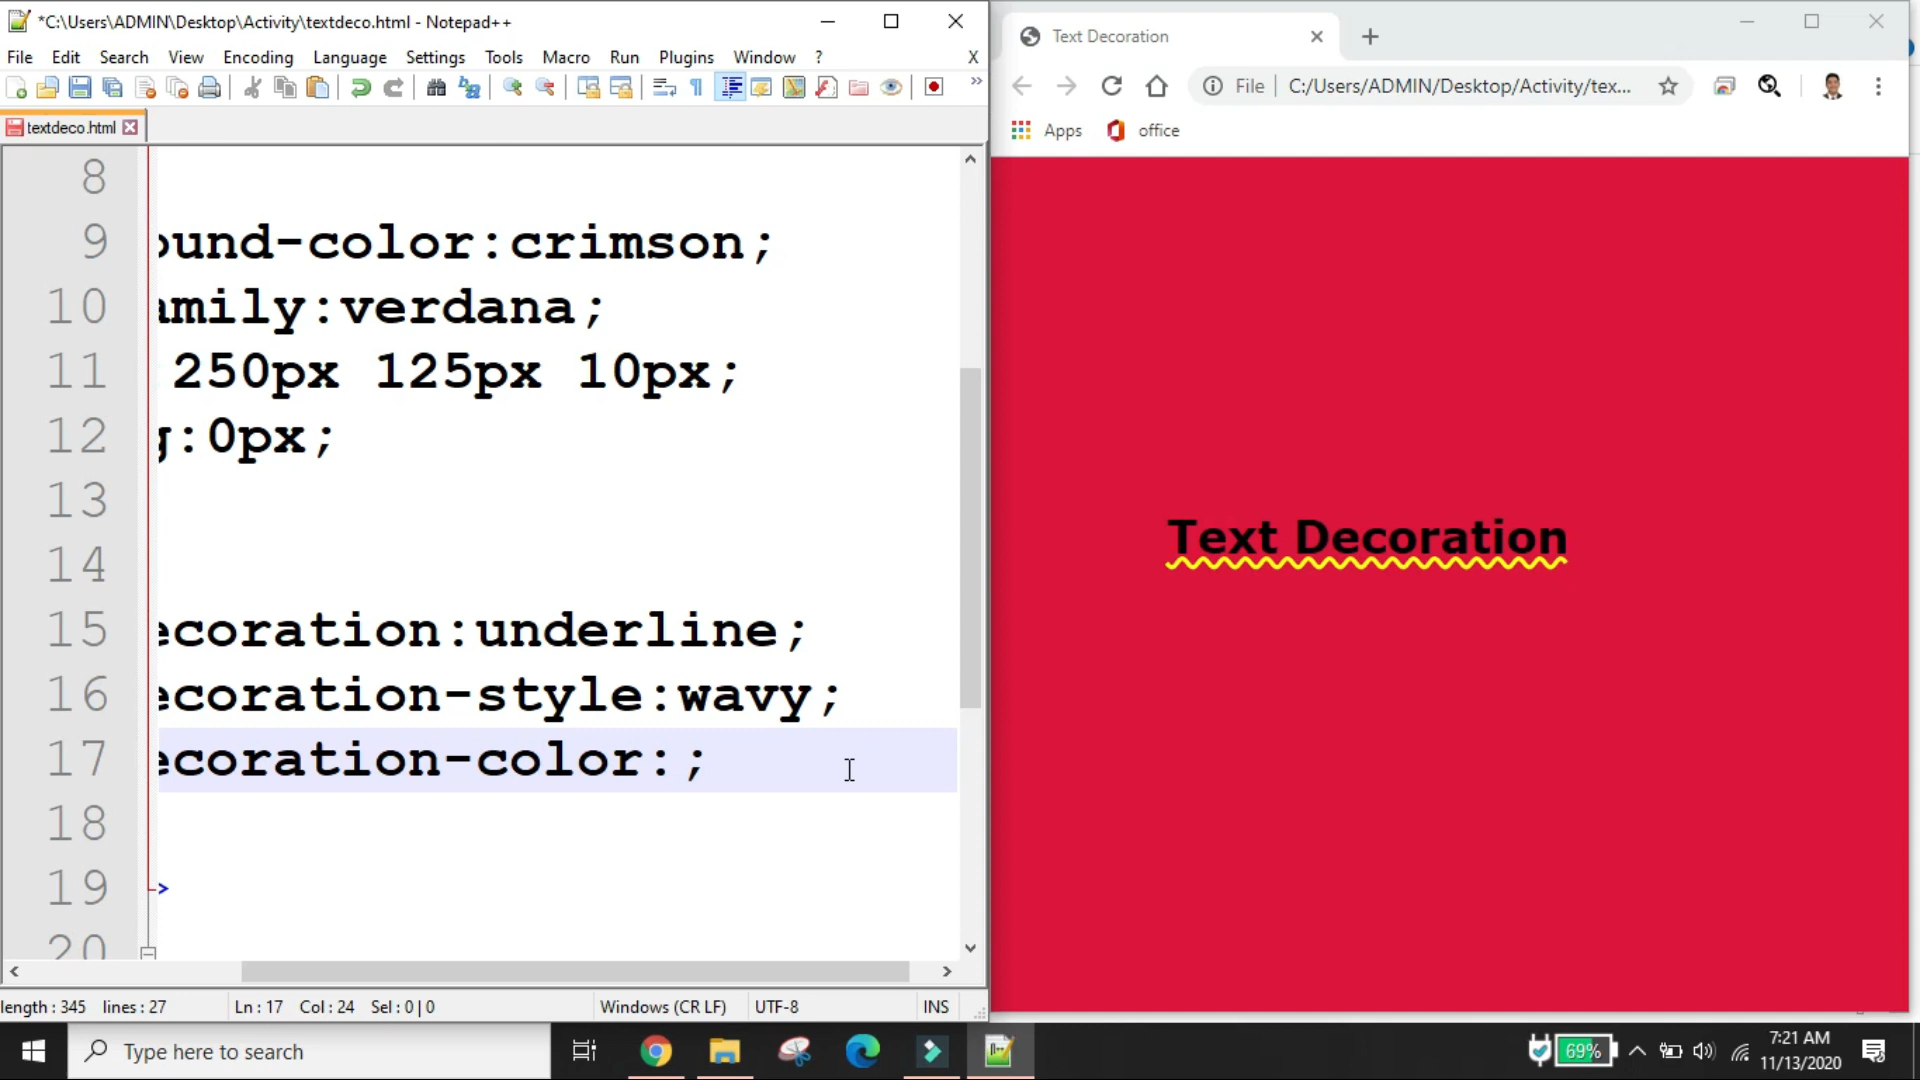 *C:\Users\ADMIN\Desktop\Activity\textdeco.html - Notepad++
File Edit Search View Encoding Language Settings Tools Macro Run Plugins Window ? X
textdeco.html
8
9 ound-color:crimson;
10 amily:verdana;
11 250px 125px 10px;
12 g:0px;
13
14
15 ecoration:underline;
16 ecoration-style:wavy;
17 ecoration-color:;
18
19 >
20
length : 345 lines : 27 Ln : 17 Col : 24 Sel : 0 | 0 Windows (CR LF) UTF-8 INS
Text Decoration
File C:/Users/ADMIN/Desktop/Activity/tex...
Apps office
Text Decoration
Type here to search
69%
7:21 AM
11/13/2020